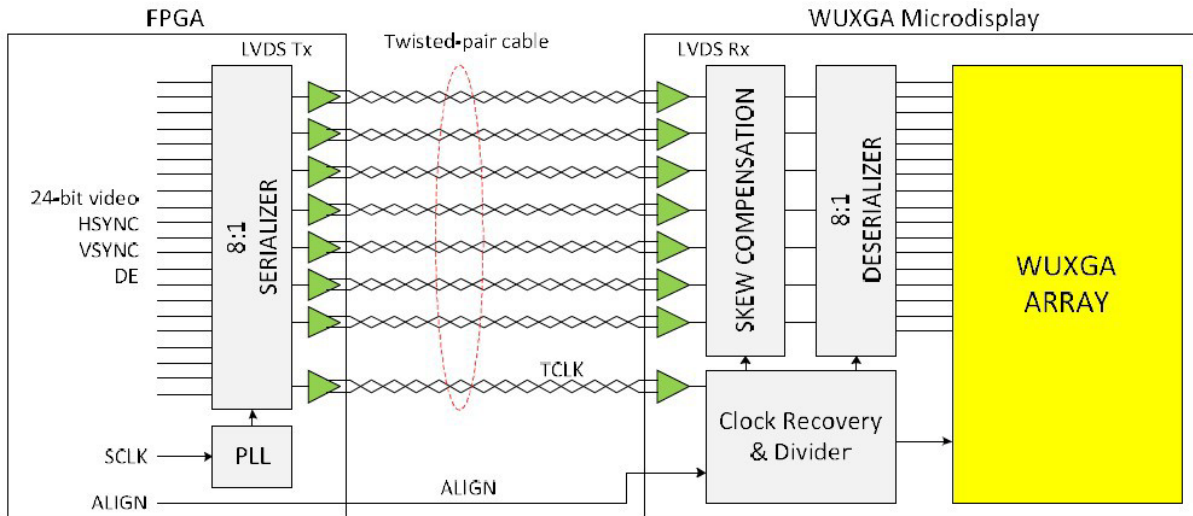 FPGA
WUXGA Microdisplay
LVDS Tx
Twisted-pair cable
LVDS Rx
24-bit video
HSYNC
VSYNC
DE
8:1
SERIALIZER
SKEW COMPENSATION
8:1
DESERIALIZER
WUXGA
ARRAY
TCLK
Clock Recovery
& Divider
SCLK
PLL
ALIGN
ALIGN